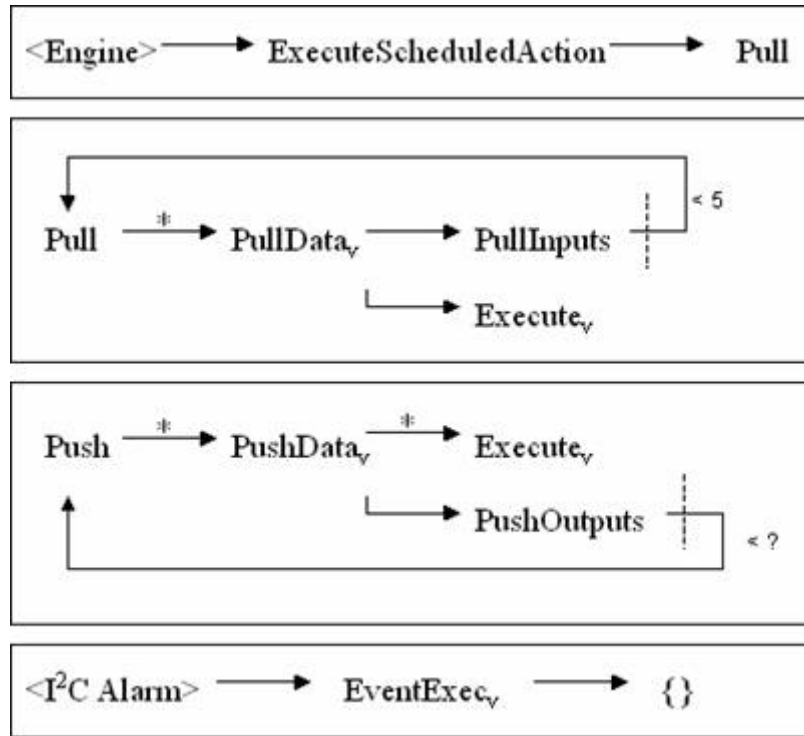 <Engine> ExecuteScheduledAction Pull
< 5
Pull * PullDataᵥ PullInputs
Executeᵥ
Push * PushDataᵥ * Executeᵥ
PushOutputs
< ?
<I²C Alarm> EventExecᵥ {}